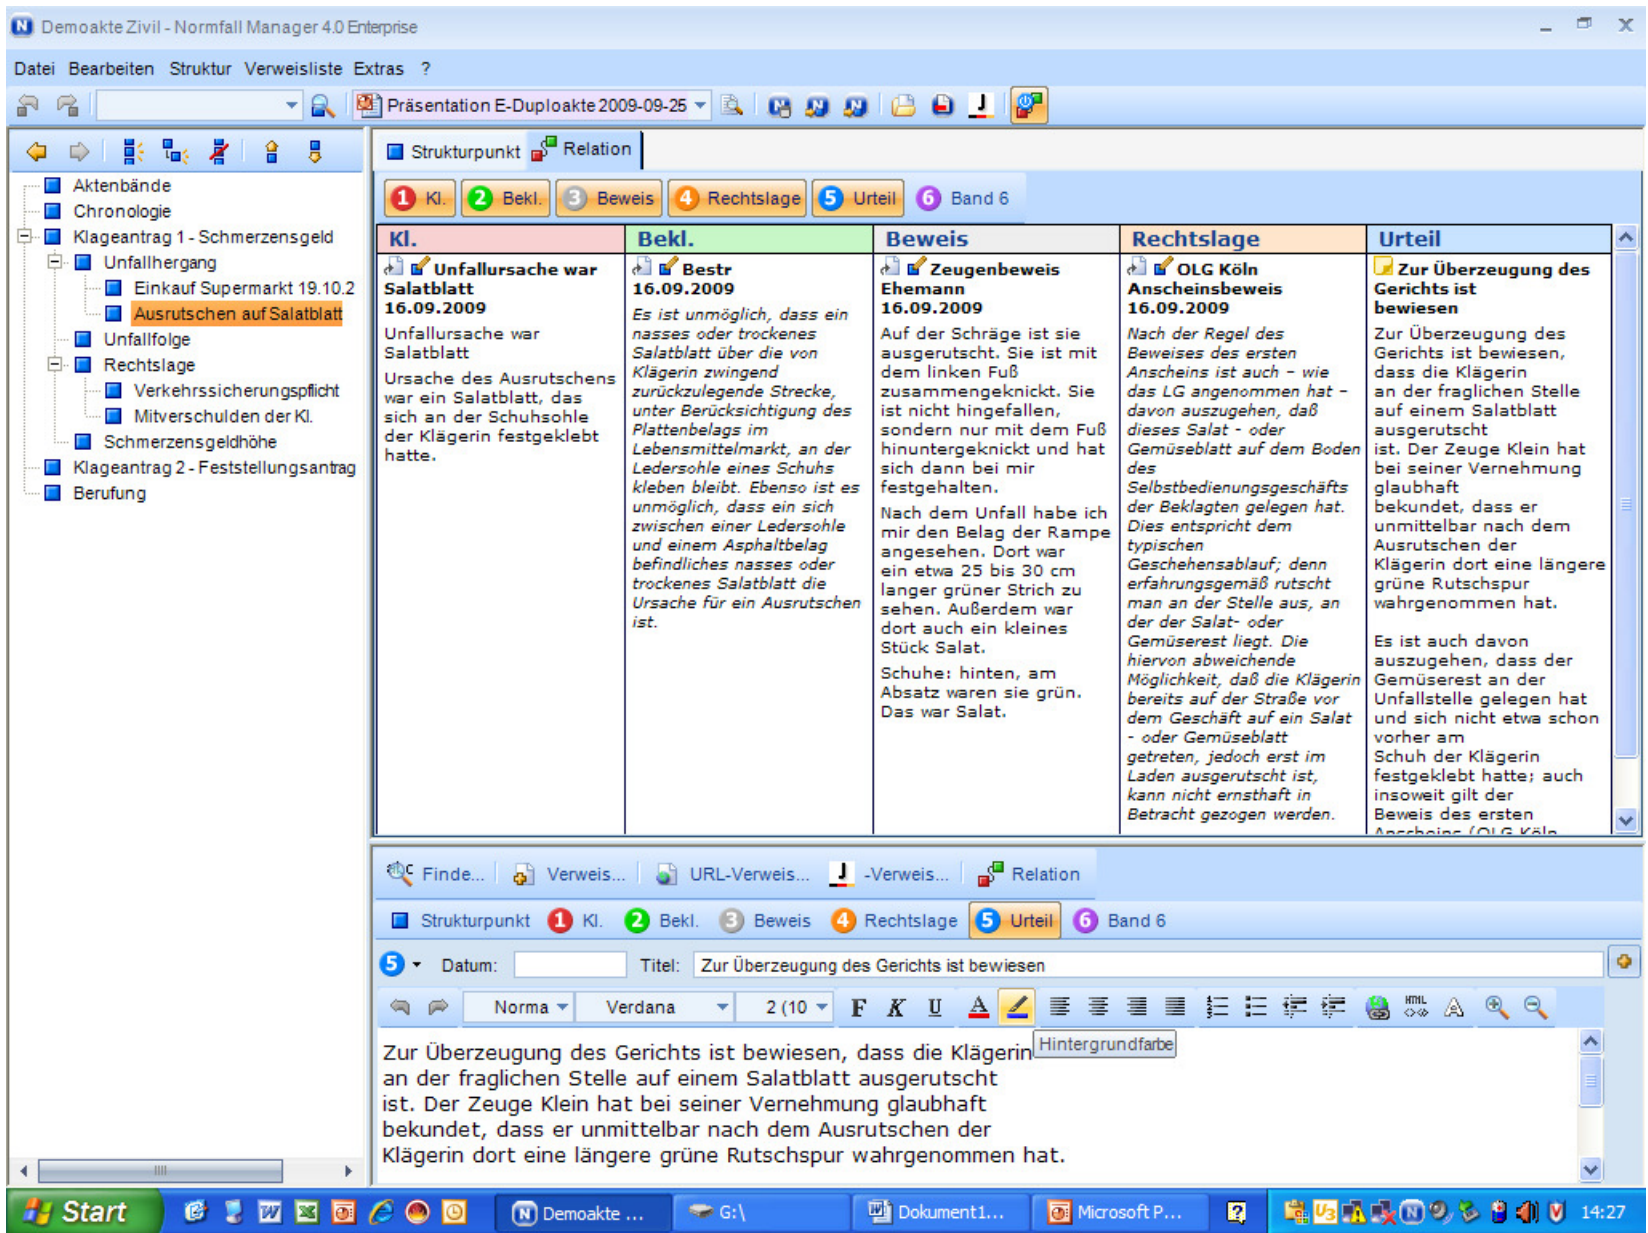 Demoakte Zivil - Normfall Manager 4.0 Enterprise
Datei Bearbeiten Struktur Verweisliste Extras ?
Präsentation E-Duploakte 2009-09-25
Aktenbände
Chronologie
Klageantrag 1 - Schmerzensgeld
Unfallhergang
Einkauf Supermarkt 19.10.2
Ausrutschen auf Salatblatt
Unfallfolge
Rechtslage
Verkehrssicherungspflicht
Mitverschulden der Kl.
Schmerzensgeldhöhe
Klageantrag 2 - Feststellungsantrag
Berufung
Strukturpunkt Relation
1 Kl. 2 Bekl. 3 Beweis 4 Rechtslage 5 Urteil 6 Band 6
Kl.
Unfallursache war
Salatblatt
16.09.2009
Unfallursache war
Salatblatt
Ursache des Ausrutschens
war ein Salatblatt, das
sich an der Schuhsohle
der Klägerin festgeklebt
hatte.
Bekl.
Bestr
16.09.2009
Es ist unmöglich, dass ein
nasses oder trockenes
Salatblatt über die von
Klägerin zwingend
zurückzulegende Strecke,
unter Berücksichtigung des
Plattenbelags im
Lebensmittelmarkt, an der
Ledersohle eines Schuhs
kleben bleibt. Ebenso ist es
unmöglich, dass ein sich
zwischen einer Ledersohle
und einem Asphaltbelag
befindliches nasses oder
trockenes Salatblatt die
Ursache für ein Ausrutschen
ist.
Beweis
Zeugenbeweis
Ehemann
16.09.2009
Auf der Schräge ist sie
ausgerutscht. Sie ist mit
dem linken Fuß
zusammengeknickt. Sie
ist nicht hingefallen,
sondern nur mit dem Fuß
hinuntergeknickt und hat
sich dann bei mir
festgehalten.
Nach dem Unfall habe ich
mir den Belag der Rampe
angesehen. Dort war
ein etwa 25 bis 30 cm
langer grüner Strich zu
sehen. Außerdem war
dort auch ein kleines
Stück Salat.
Schuhe: hinten, am
Absatz waren sie grün.
Das war Salat.
Rechtslage
OLG Köln
Anscheinsbeweis
16.09.2009
Nach der Regel des
Beweises des ersten
Anscheins ist auch – wie
das LG angenommen hat –
davon auszugehen, daß
dieses Salat - oder
Gemüseblatt auf dem Boden
des
Selbstbedienungsgeschäfts
der Beklagten gelegen hat.
Dies entspricht dem
typischen
Geschehensablauf; denn
erfahrungsgemäß rutscht
man an der Stelle aus, an
der der Salat- oder
Gemüserest liegt. Die
hiervon abweichende
Möglichkeit, daß die Klägerin
bereits auf der Straße vor
dem Geschäft auf ein Salat
- oder Gemüseblatt
getreten, jedoch erst im
Laden ausgerutscht ist,
kann nicht ernsthaft in
Betracht gezogen werden.
Urteil
Zur Überzeugung des
Gerichts ist
bewiesen
Zur Überzeugung des
Gerichts ist bewiesen,
dass die Klägerin
an der fraglichen Stelle
auf einem Salatblatt
ausgerutscht
ist. Der Zeuge Klein hat
bei seiner Vernehmung
glaubhaft
bekundet, dass er
unmittelbar nach dem
Ausrutschen der
Klägerin dort eine längere
grüne Rutschspur
wahrgenommen hat.
Es ist auch davon
auszugehen, dass der
Gemüserest an der
Unfallstelle gelegen hat
und sich nicht etwa schon
vorher am
Schuh der Klägerin
festgeklebt hatte; auch
insoweit gilt der
Beweis des ersten
Anscheins (OLG Köln
Finde... Verweis... URL-Verweis... J -Verweis... Relation
Strukturpunkt 1 Kl. 2 Bekl. 3 Beweis 4 Rechtslage 5 Urteil 6 Band 6
5 Datum: Titel: Zur Überzeugung des Gerichts ist bewiesen
Norma Verdana 2 (10 F K U A HTML
Hintergrundfarbe
Zur Überzeugung des Gerichts ist bewiesen, dass die Klägerin
an der fraglichen Stelle auf einem Salatblatt ausgerutscht
ist. Der Zeuge Klein hat bei seiner Vernehmung glaubhaft
bekundet, dass er unmittelbar nach dem Ausrutschen der
Klägerin dort eine längere grüne Rutschspur wahrgenommen hat.
Start Demoakte ... G:\ Dokument1... Microsoft P... 14:27